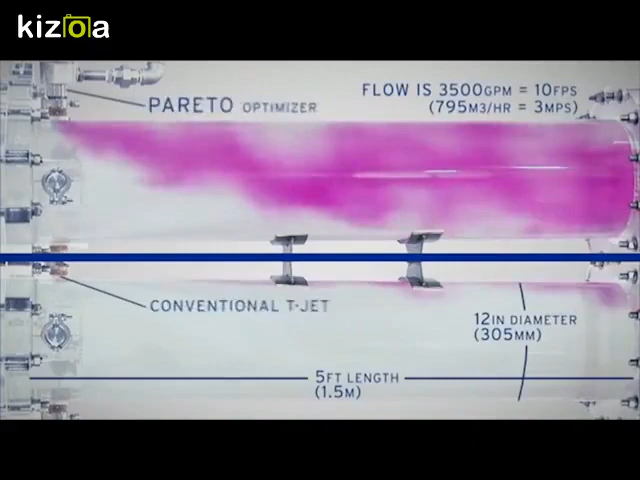 kizoa
FLOW IS 3500GPM = 10FPS
(795M3/HR = 3MPS)
PARETO OPTIMIZER
CONVENTIONAL T-JET
12IN DIAMETER
(305MM)
5FT LENGTH
(1.5M)